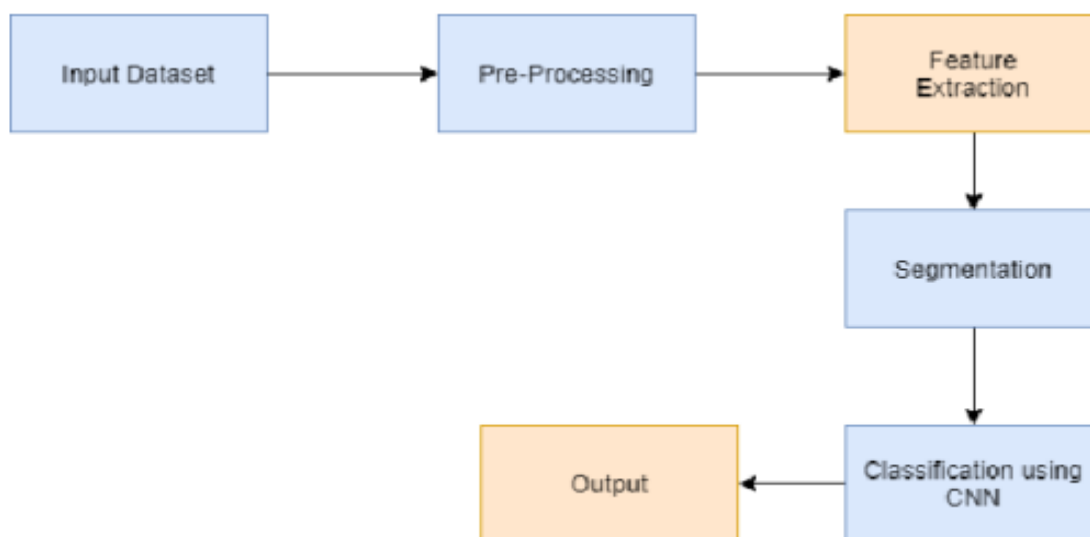 Input Dataset
Pre-Processing
Feature
Extraction
Segmentation
Classification using
CNN
Output